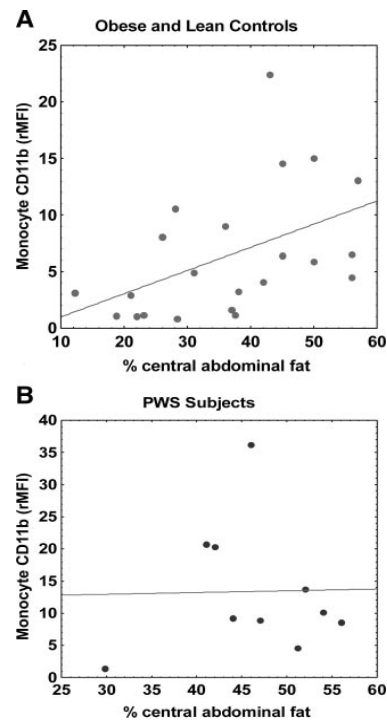 A
Obese and Lean Controls
Monocyte CD11b (rMFI)
25
20
15
10
5
0
10 20 30 40 50 60
% central abdominal fat
B
PWS Subjects
Monocyte CD11b (rMFI)
40
35
30
25
20
15
10
5
0
25 35 40 45 50 55 60
% central abdominal fat